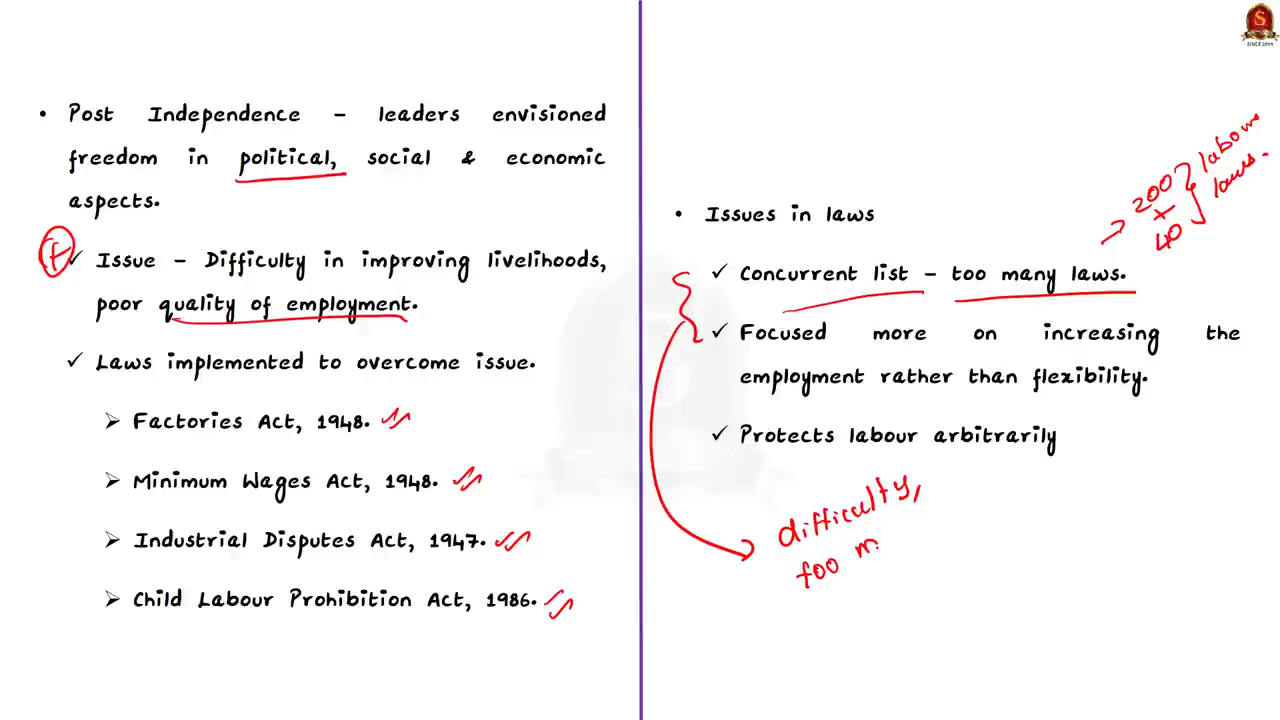 • Post Independence – leaders envisioned
freedom in political, social & economic
aspects.
✓ Issue – Difficulty in improving livelihoods,
poor quality of employment.
✓ Laws implemented to overcome issue.
➢ Factories Act, 1948.
➢ Minimum Wages Act, 1948.
➢ Industrial Disputes Act, 1947.
➢ Child Labour Prohibition Act, 1986.
S
SINCE 2004
200 labour
+ laws.
40
• Issues in laws
✓ Concurrent list – too many laws.
✓ Focused more on increasing the
employment rather than flexibility.
✓ Protects labour arbitrarily
difficulty,
too m